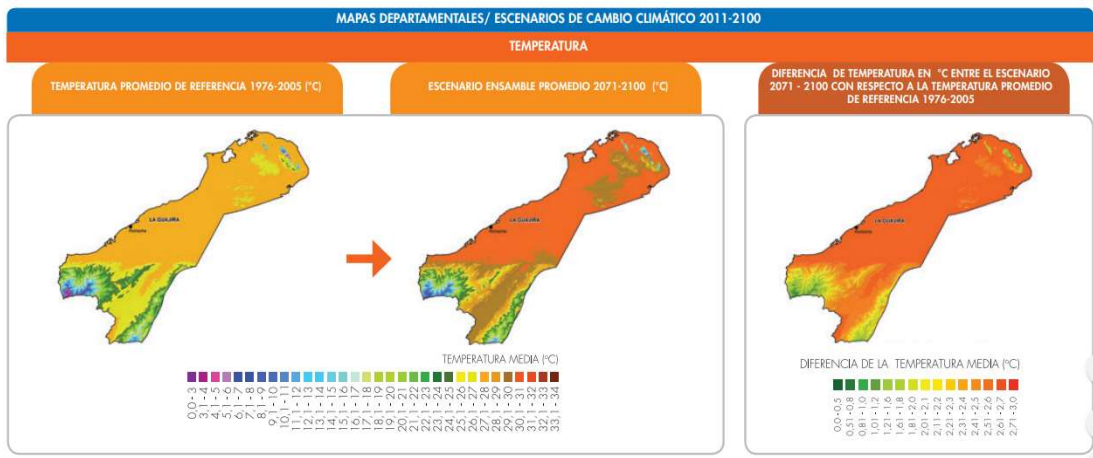 MAPAS DEPARTAMENTALES/ ESCENARIOS DE CAMBIO CLIMÁTICO 2011-2100
TEMPERATURA
TEMPERATURA PROMEDIO DE REFERENCIA 1976-2005 (°C)
ESCENARIO ENSAMBLE PROMEDIO 2071-2100 (°C)
DIFERENCIA DE TEMPERATURA EN °C ENTRE EL ESCENARIO
2071 - 2100 CON RESPECTO A LA TEMPERATURA PROMEDIO
DE REFERENCIA 1976-2005
LA GUAJIRA
Riohacha
LA GUAJIRA
Riohacha
LA GUAJIRA
Riohacha
TEMPERATURA MEDIA (°C)
0,0 - 3
3,1 - 4
4,1 - 5
5,1 - 6
6,1 - 7
7,1 - 8
8,1 - 9
9,1 - 10
10,1 - 11
11,1 - 12
12,1 - 13
13,1 - 14
14,1 - 15
15,1 - 16
16,1 - 17
17,1 - 18
18,1 - 19
19,1 - 20
20,1 - 21
21,1 - 22
22,1 - 23
23,1 - 24
24,1 - 25
25,1 - 26
26,1 - 27
27,1 - 28
28,1 - 29
29,1 - 30
30,1 - 31
31,1 - 32
32,1 - 33
33,1 - 34
DIFERENCIA DE LA TEMPERATURA MEDIA (°C)
0,0 - 0,5
0,51 - 0,8
0,81 - 1,0
1,01 - 1,2
1,21 - 1,6
1,61 - 1,8
1,81 - 2,0
2,01 - 2,1
2,11 - 2,2
2,21 - 2,3
2,31 - 2,4
2,41 - 2,5
2,51 - 2,6
2,61 - 2,7
2,71 - 3,0